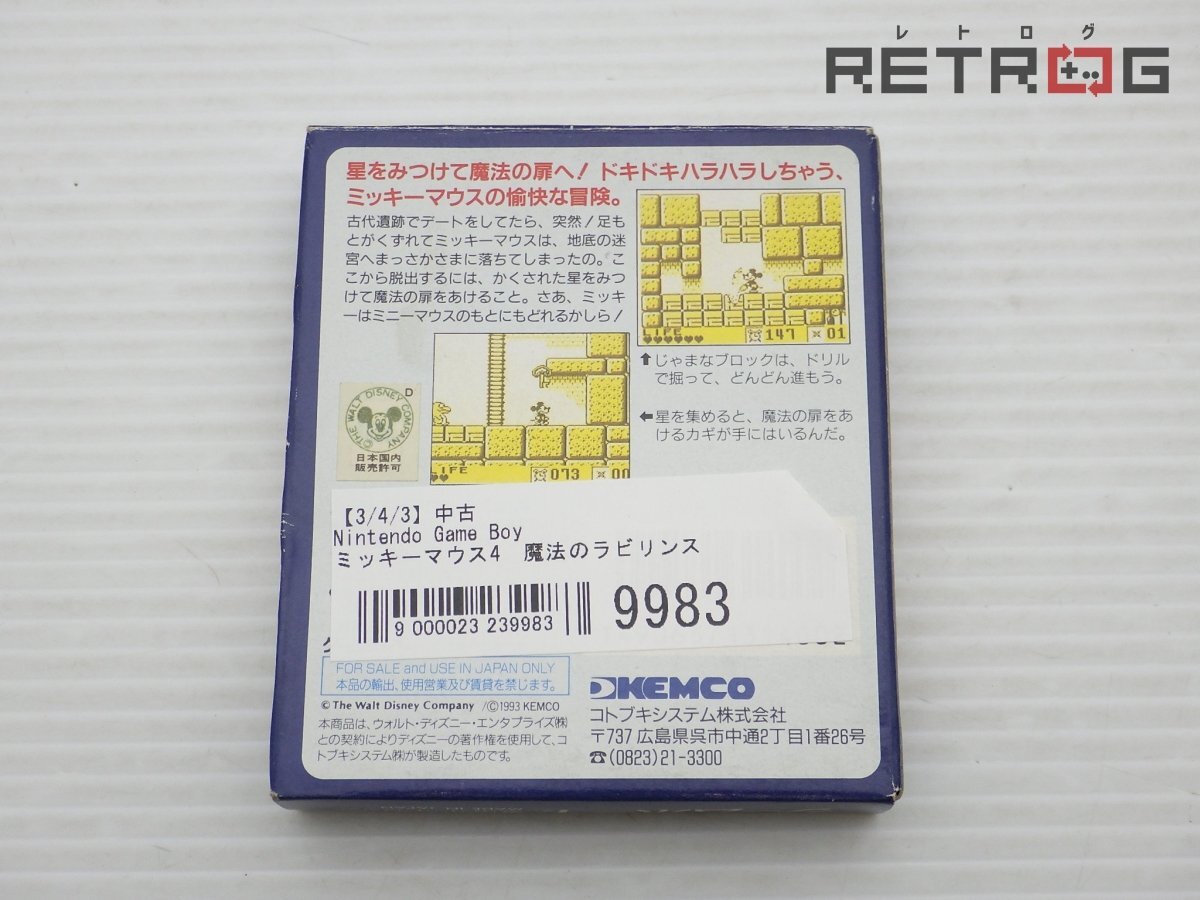 レトログ
RETROG
星をみつけて魔法の扉へ! ドキドキハラハラしちゃう、
ミッキーマウスの愉快な冒険。
古代遺跡でデートをしてたら、突然!足も
とがくずれてミッキーマウスは、地底の迷
宮へまっさかさまに落ちてしまったの。こ
こから脱出するには、かくされた星をみつ
けて魔法の扉をあけること。さあ、ミッキ
ーはミニーマウスのもとにもどれるかしら!
LIFE
147
01
⬆じゃまなブロックは、ドリル
で掘って、どんどん進もう。
⬅星を集めると、魔法の扉をあ
けるカギが手にはいるんだ。
LIFE
073
00
D
©THE WALT DISNEY COMPANY
日本国内
販売許可
【3/4/3】中古
Nintendo Game Boy
ミッキーマウス4 魔法のラビリンス
9 000023 239983
9983
FOR SALE and USE IN JAPAN ONLY
本品の輸出、使用営業及び賃貸を禁じます。
© The Walt Disney Company /©1993 KEMCO
本商品は、ウォルト・ディズニー・エンタプライズ㈱
との契約によりディズニーの著作権を使用して、コ
トブキシステム㈱が製造したものです。
KEMCO
コトブキシステム株式会社
〒737 広島県呉市中通2丁目1番26号
☎(0823)21-3300